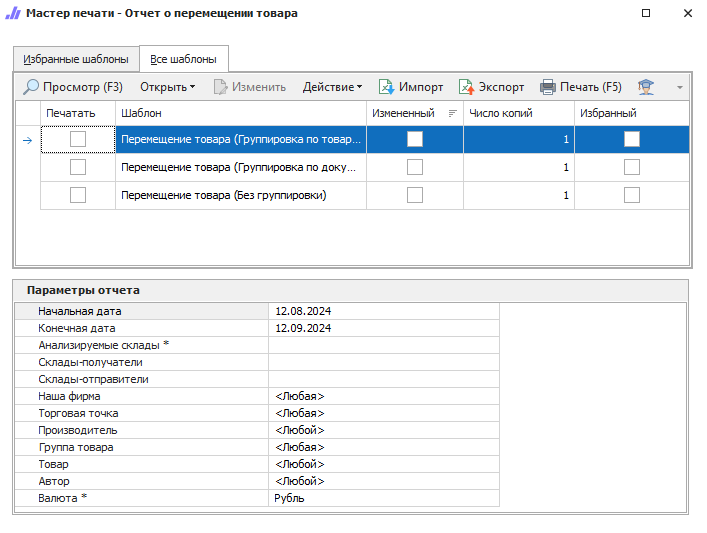 Мастер печати - Отчет о перемещении товара
Избранные шаблоны Все шаблоны
Просмотр (F3) Открыть Изменить Действие Импорт Экспорт Печать (F5)
Печатать Шаблон Измененный Число копий Избранный
Перемещение товара (Группировка по товар... 1
Перемещение товара (Группировка по доку... 1
Перемещение товара (Без группировки) 1
Параметры отчета
Начальная дата 12.08.2024
Конечная дата 12.09.2024
Анализируемые склады *
Склады-получатели
Склады-отправители
Наша фирма <Любая>
Торговая точка <Любая>
Производитель <Любой>
Группа товара <Любая>
Товар <Любой>
Автор <Любой>
Валюта * Рубль